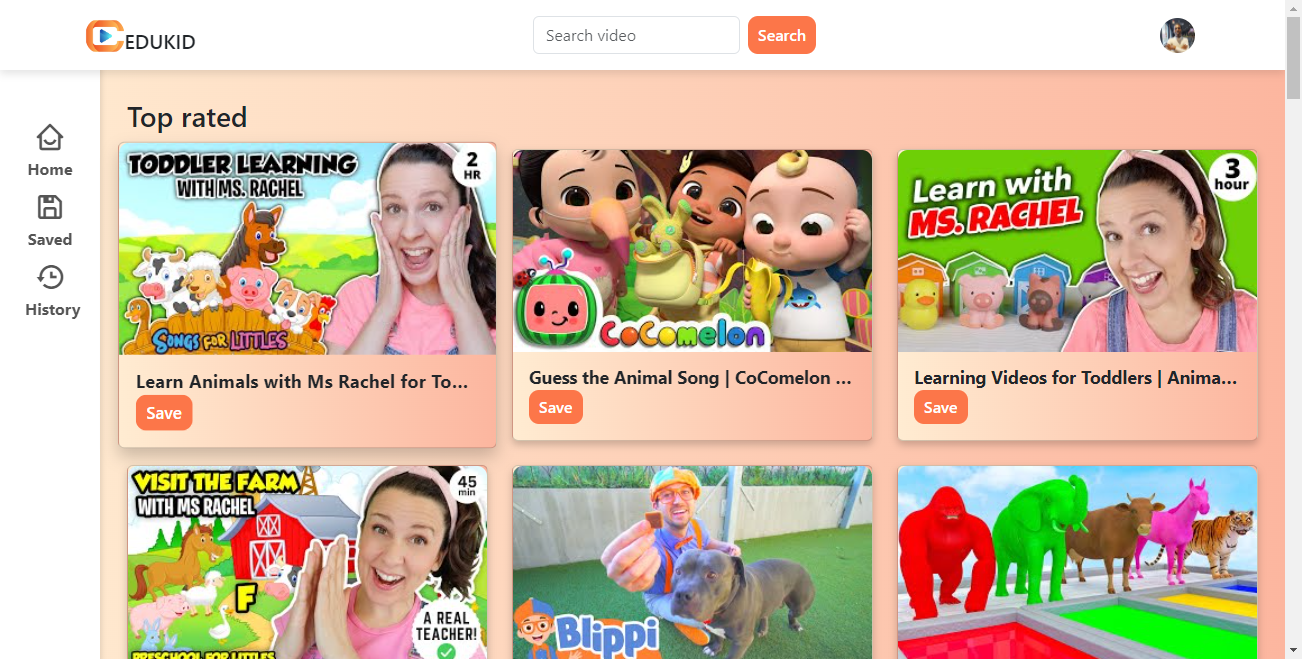 EDUKID
Search video
Search
Home
Saved
History
Top rated
TODDLER LEARNING
WITH MS. RACHEL
2
HR
SONGS FOR LITTLES
Learn Animals with Ms Rachel for To...
Save
CoComelon
Guess the Animal Song | CoComelon ...
Save
Learn with
MS. RACHEL
3
hour
Learning Videos for Toddlers | Anima...
Save
VISIT THE FARM
WITH MS RACHEL
45
min
F
A REAL
TEACHER!
PRESCHOOL FOR LITTLES
Blippi